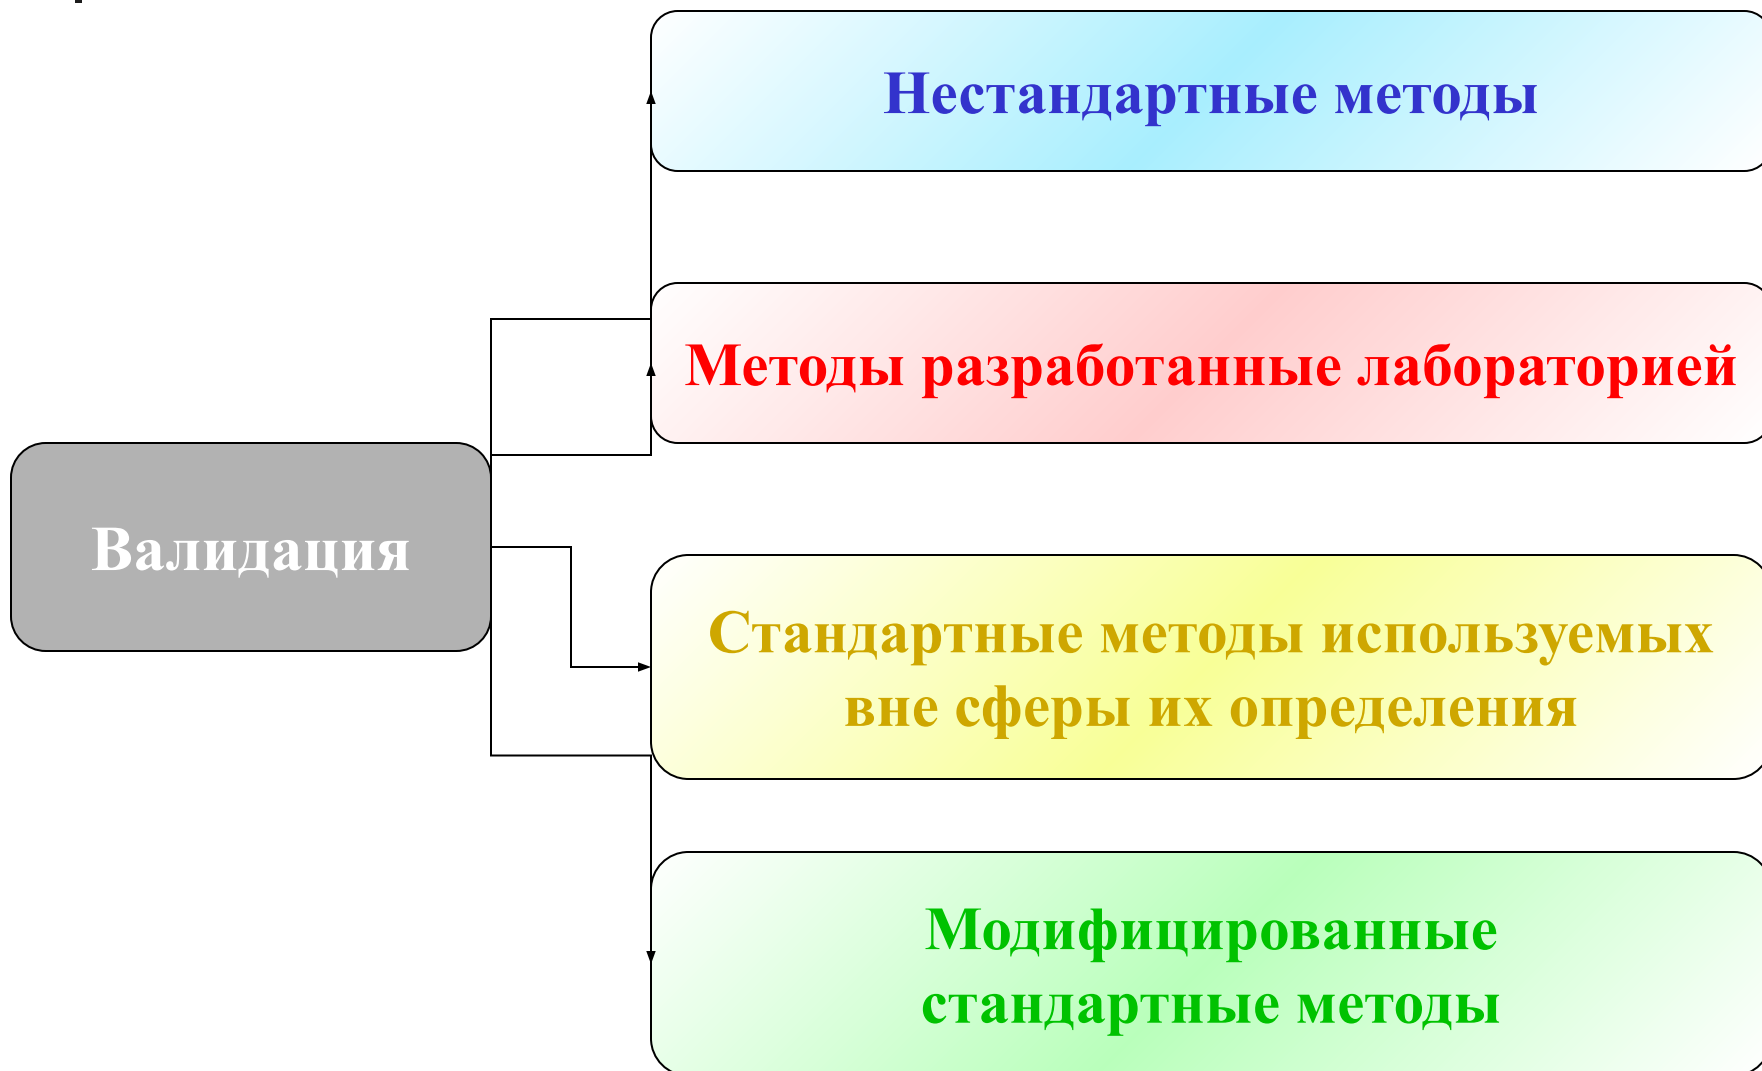 Нестандартные методы
Методы разработанные лабораторией
Валидация
Стандартные методы используемых
вне сферы их определения
Модифицированные
стандартные методы